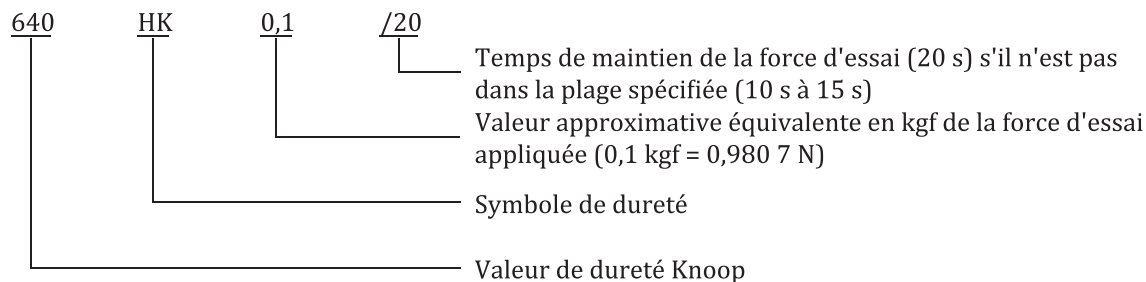 640 HK 0,1 /20
Temps de maintien de la force d'essai (20 s) s'il n'est pas
dans la plage spécifiée (10 s à 15 s)
Valeur approximative équivalente en kgf de la force d'essai
appliquée (0,1 kgf = 0,980 7 N)
Symbole de dureté
Valeur de dureté Knoop